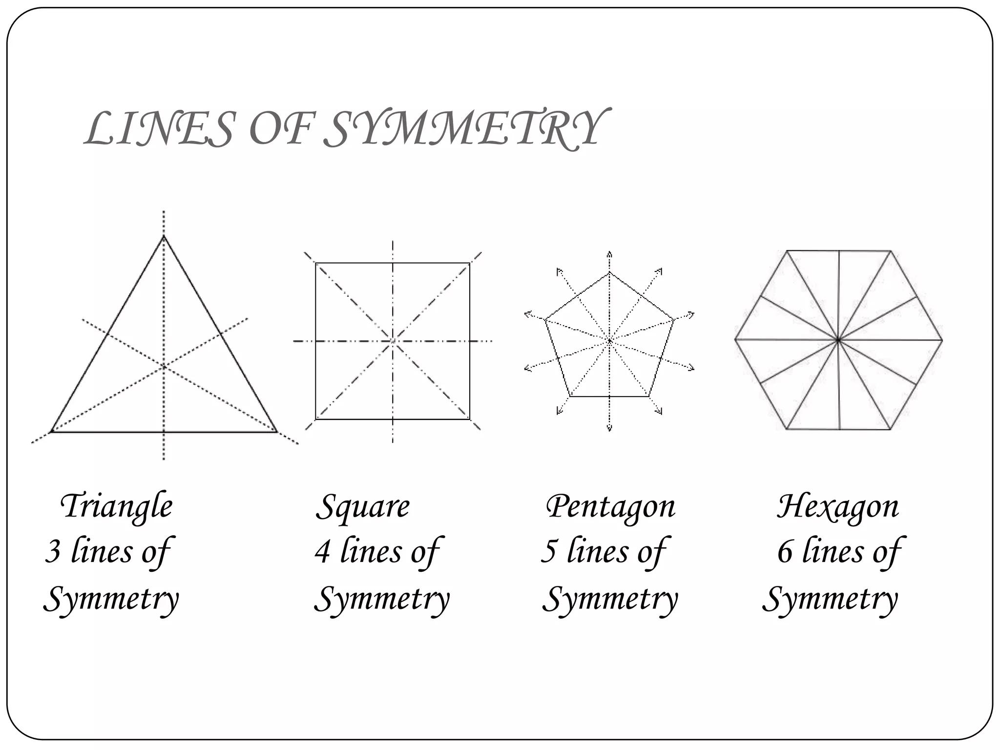 LINES OF SYMMETRY
Triangle
3 lines of
Symmetry
Square
4 lines of
Symmetry
Pentagon
5 lines of
Symmetry
Hexagon
6 lines of
Symmetry